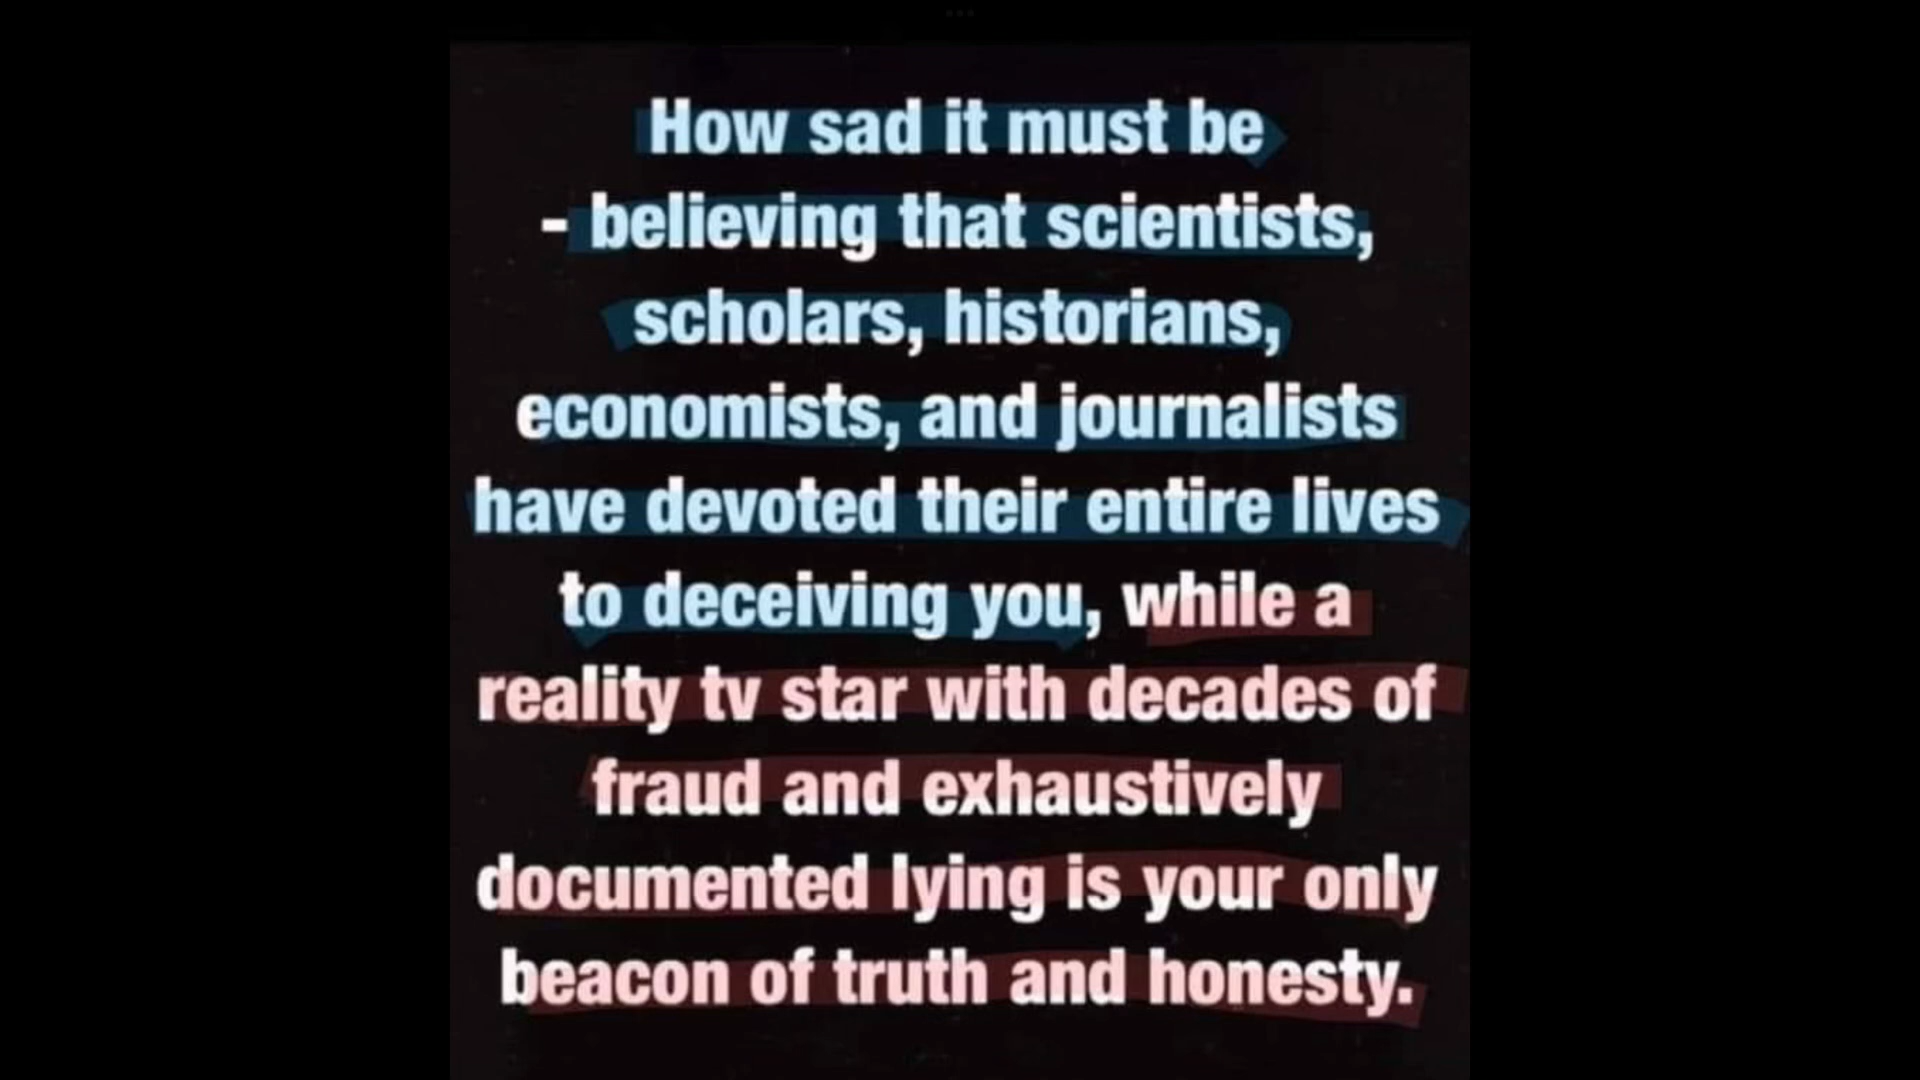 How sad it must be
- believing that scientists,
scholars, historians,
economists, and journalists
have devoted their entire lives
to deceiving you, while a
reality tv star with decades of
fraud and exhaustively
documented lying is your only
beacon of truth and honesty.